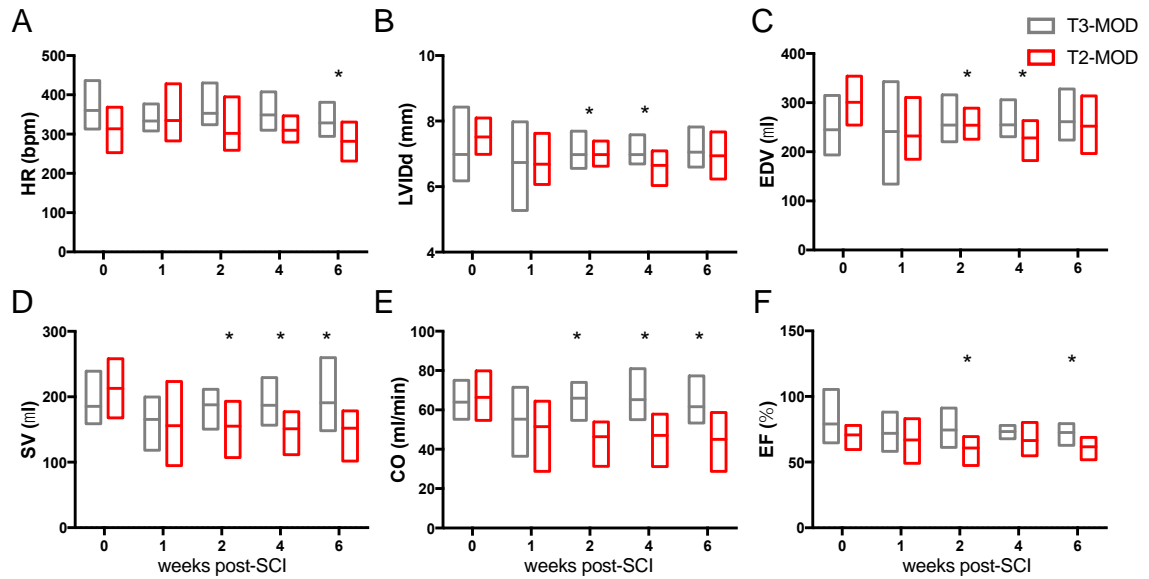 A
B
C
T3-MOD
T2-MOD
HR (bpm)
500
400
300
200
100
0
*
0 1 2 4 6
LVIDd (mm)
10
8
6
4
* *
0 1 2 4 6
EDV (ml)
400
300
200
100
0
* *
0 1 2 4 6
D
E
F
SV (ml)
300
200
100
0
* * *
0 1 2 4 6
weeks post-SCI
CO (ml/min)
100
80
60
40
20
0
* * *
0 1 2 4 6
weeks post-SCI
EF (%)
150
100
50
0
* *
0 1 2 4 6
weeks post-SCI